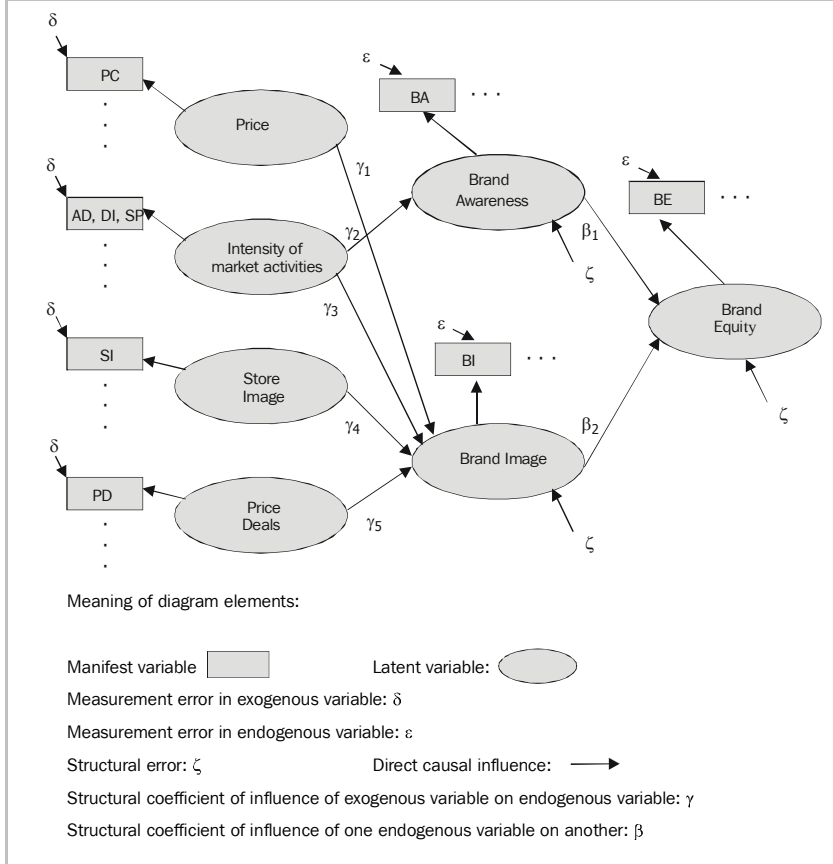 δ
PC
Price
δ
AD, DI, SP
Intensity of
market activities
δ
SI
Store
Image
δ
PD
Price
Deals
γ1
γ2
γ3
γ4
γ5
ε
BA
· · ·
Brand
Awareness
ζ
ε
BI
· · ·
Brand Image
ζ
β1
β2
ε
BE
· · ·
Brand
Equity
ζ
Meaning of diagram elements:
Manifest variable
Latent variable:
Measurement error in exogenous variable: δ
Measurement error in endogenous variable: ε
Structural error: ζ
Direct causal influence:
Structural coefficient of influence of exogenous variable on endogenous variable: γ
Structural coefficient of influence of one endogenous variable on another: β